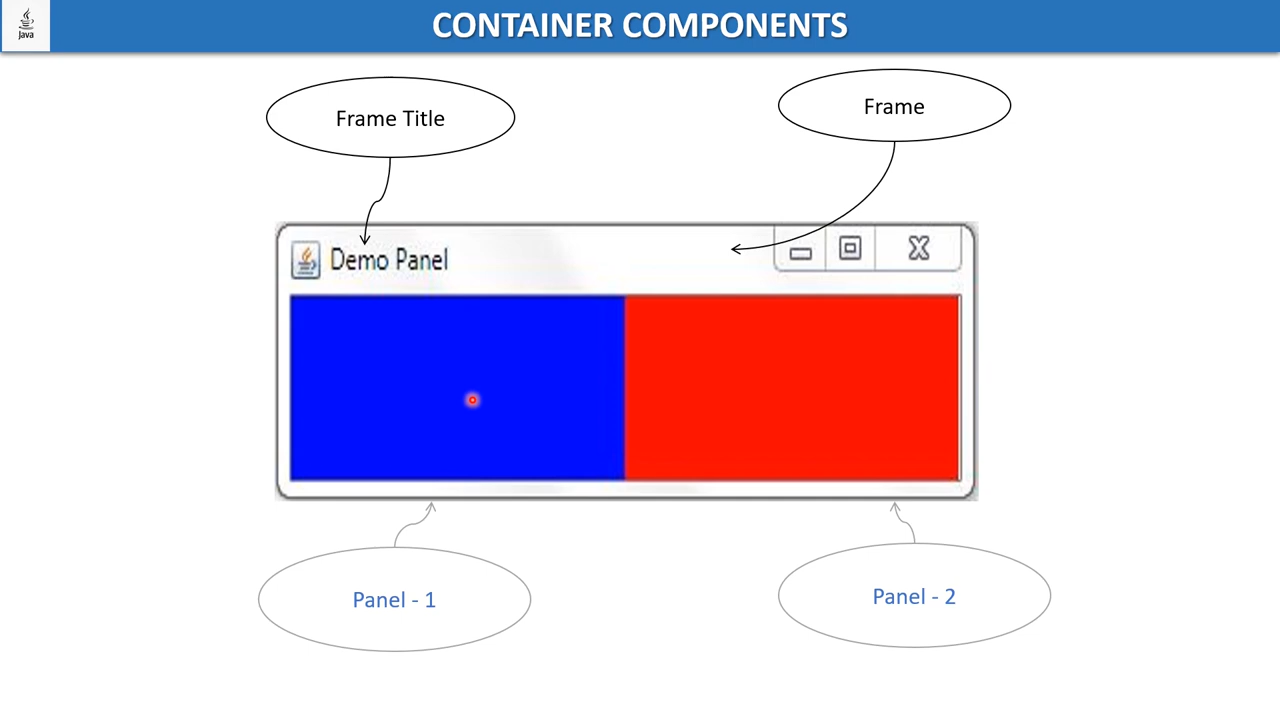 Java
CONTAINER COMPONENTS
Frame Title
Frame
Demo Panel
Panel - 1
Panel - 2